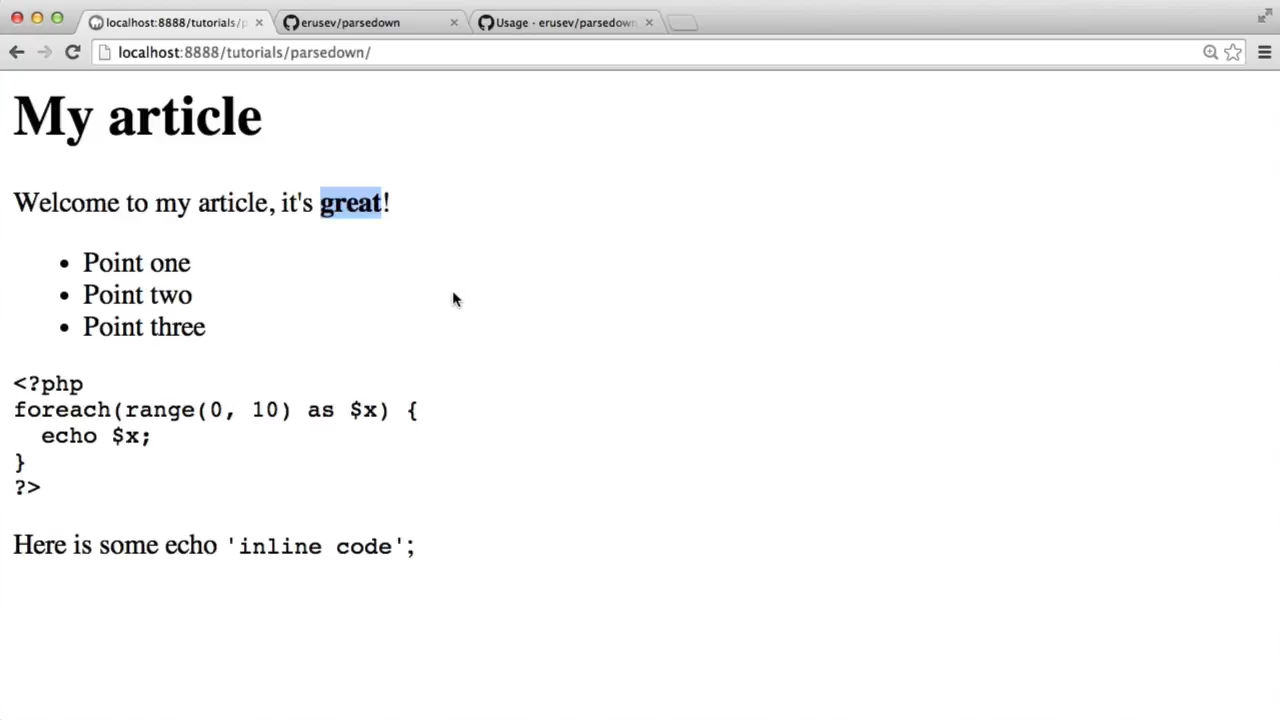 localhost:8888/tutorials/p
erusev/parsedown
Usage · erusev/parsedown
localhost:8888/tutorials/parsedown/
My article
Welcome to my article, it's great!
• Point one
• Point two
• Point three
<?php
foreach(range(0, 10) as $x) {
  echo $x;
}
?>
Here is some echo 'inline code';